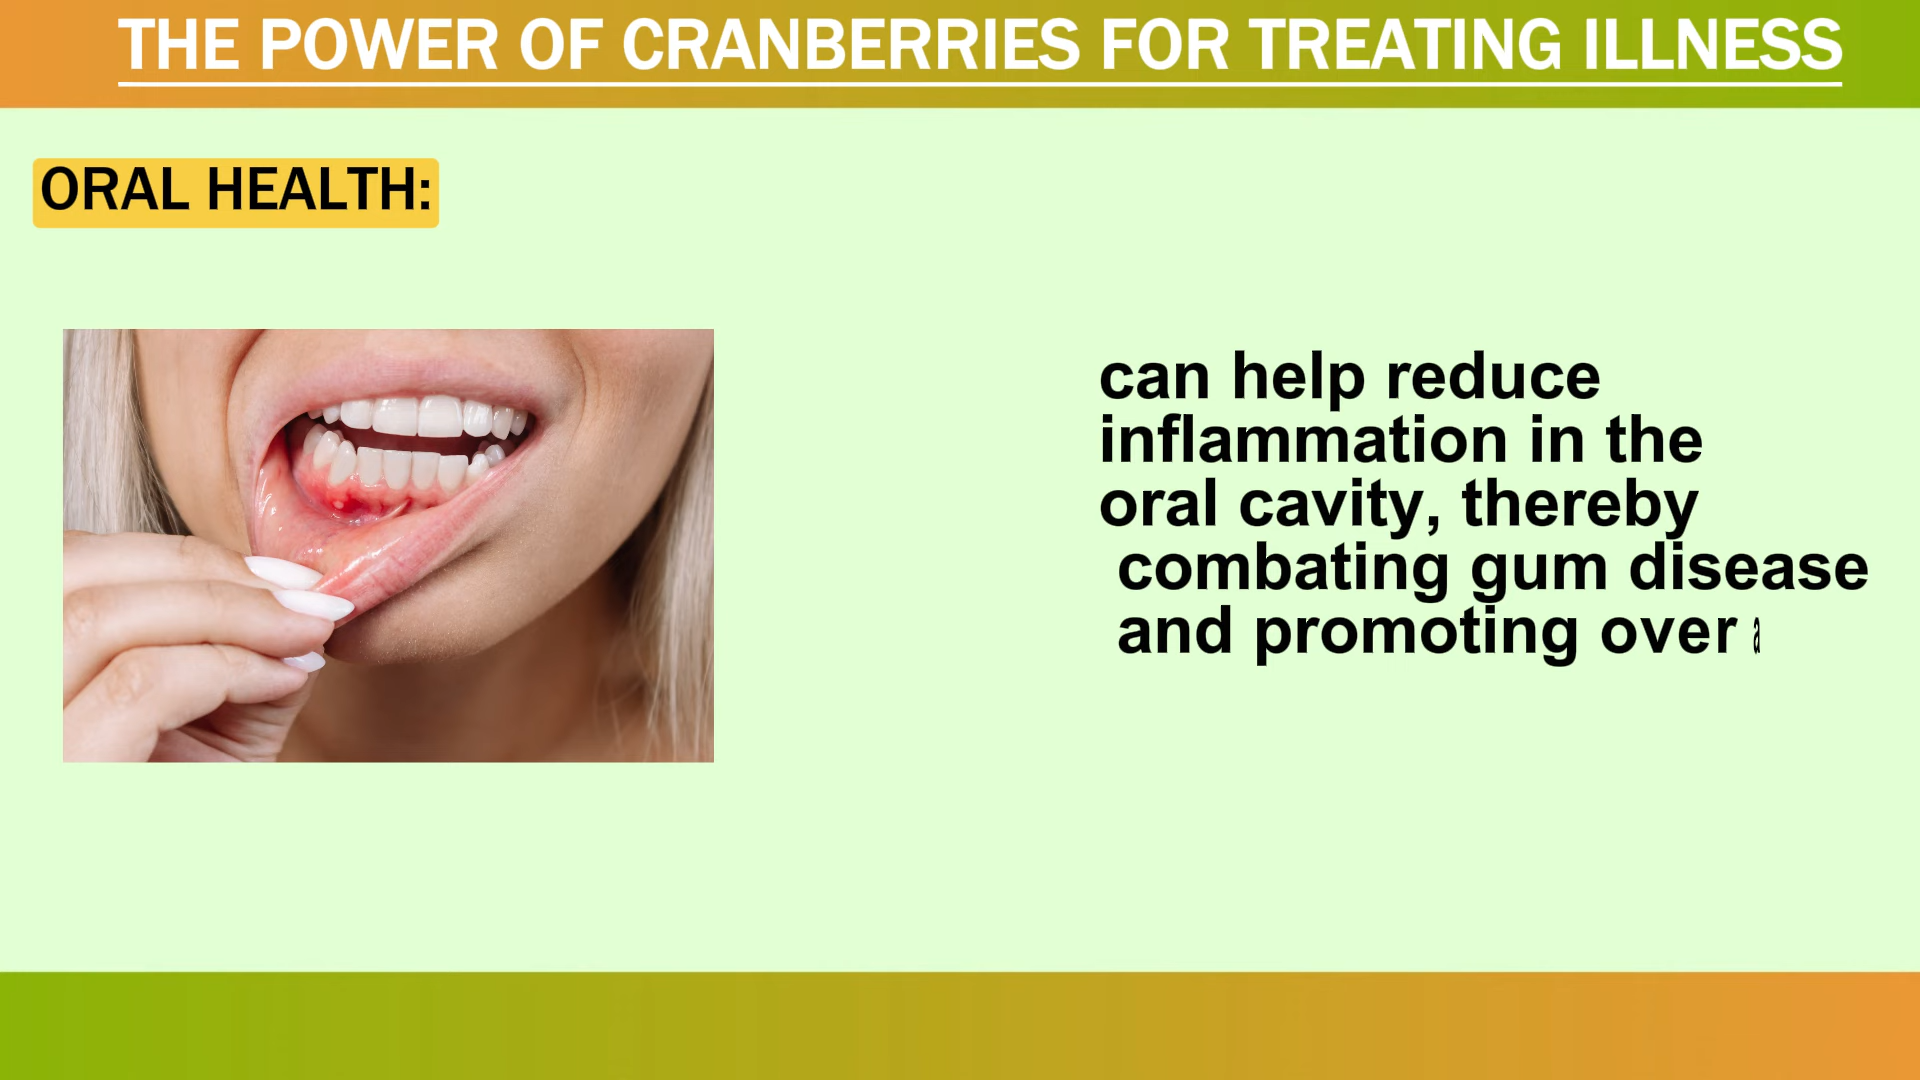 THE POWER OF CRANBERRIES FOR TREATING ILLNESS
ORAL HEALTH:
can help reduce
inflammation in the
oral cavity, thereby
combating gum disease
and promoting over a